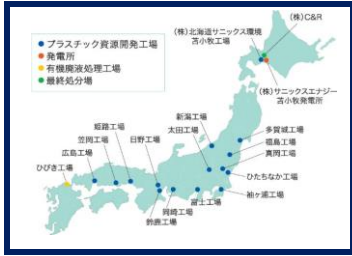 プラスチック資源開発工場
発電所
有機廃液処理工場
最終処分場
(株)北海道サニックス環境
苫小牧工場
(株)C&R
(株)サニックスエナジー
苫小牧発電所
新潟工場
太田工場
多賀城工場
福島工場
真岡工場
ひたちなか工場
袖ヶ浦工場
富士工場
岡崎工場
鈴鹿工場
日野工場
姫路工場
笠岡工場
広島工場
ひびき工場